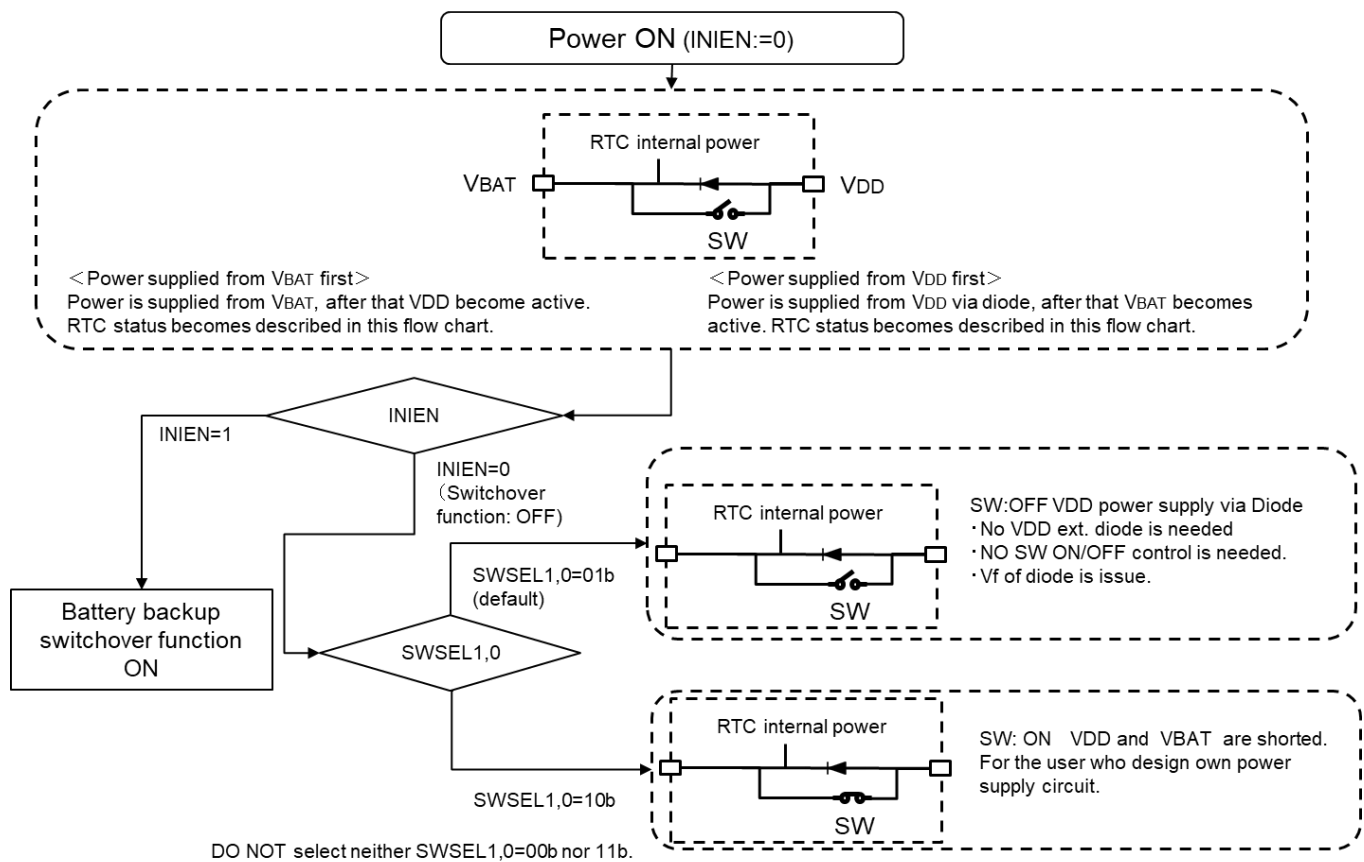 Power ON (INIEN:=0)
RTC internal power
VBAT
VDD
SW
＜Power supplied from VBAT first＞
Power is supplied from VBAT, after that VDD become active.
RTC status becomes described in this flow chart.
＜Power supplied from VDD first＞
Power is supplied from VDD via diode, after that VBAT becomes
active. RTC status becomes described in this flow chart.
INIEN
INIEN=1
INIEN=0
（Switchover
function: OFF)
Battery backup
switchover function
ON
SWSEL1,0=01b
(default)
SWSEL1,0
SWSEL1,0=10b
RTC internal power
SW
SW:OFF VDD power supply via Diode
・No VDD ext. diode is needed
・NO SW ON/OFF control is needed.
・Vf of diode is issue.
RTC internal power
SW
SW: ON VDD and VBAT are shorted.
For the user who design own power
supply circuit.
DO NOT select neither SWSEL1,0=00b nor 11b.